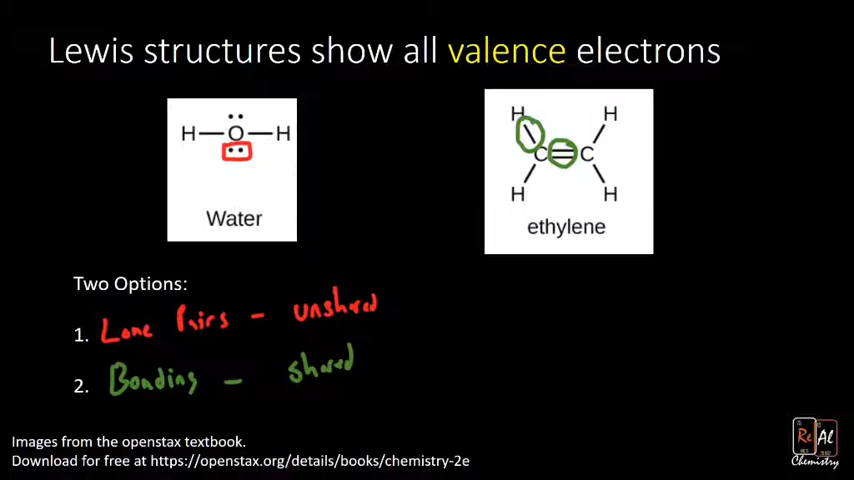 Lewis structures show all valence electrons
H O H
Water
H H
C C
H H
ethylene
Two Options:
1. Lone Pairs - unshared
2. Bonding - shared
Images from the openstax textbook.
Download for free at https://openstax.org/details/books/chemistry-2e
Re Al
Chemistry